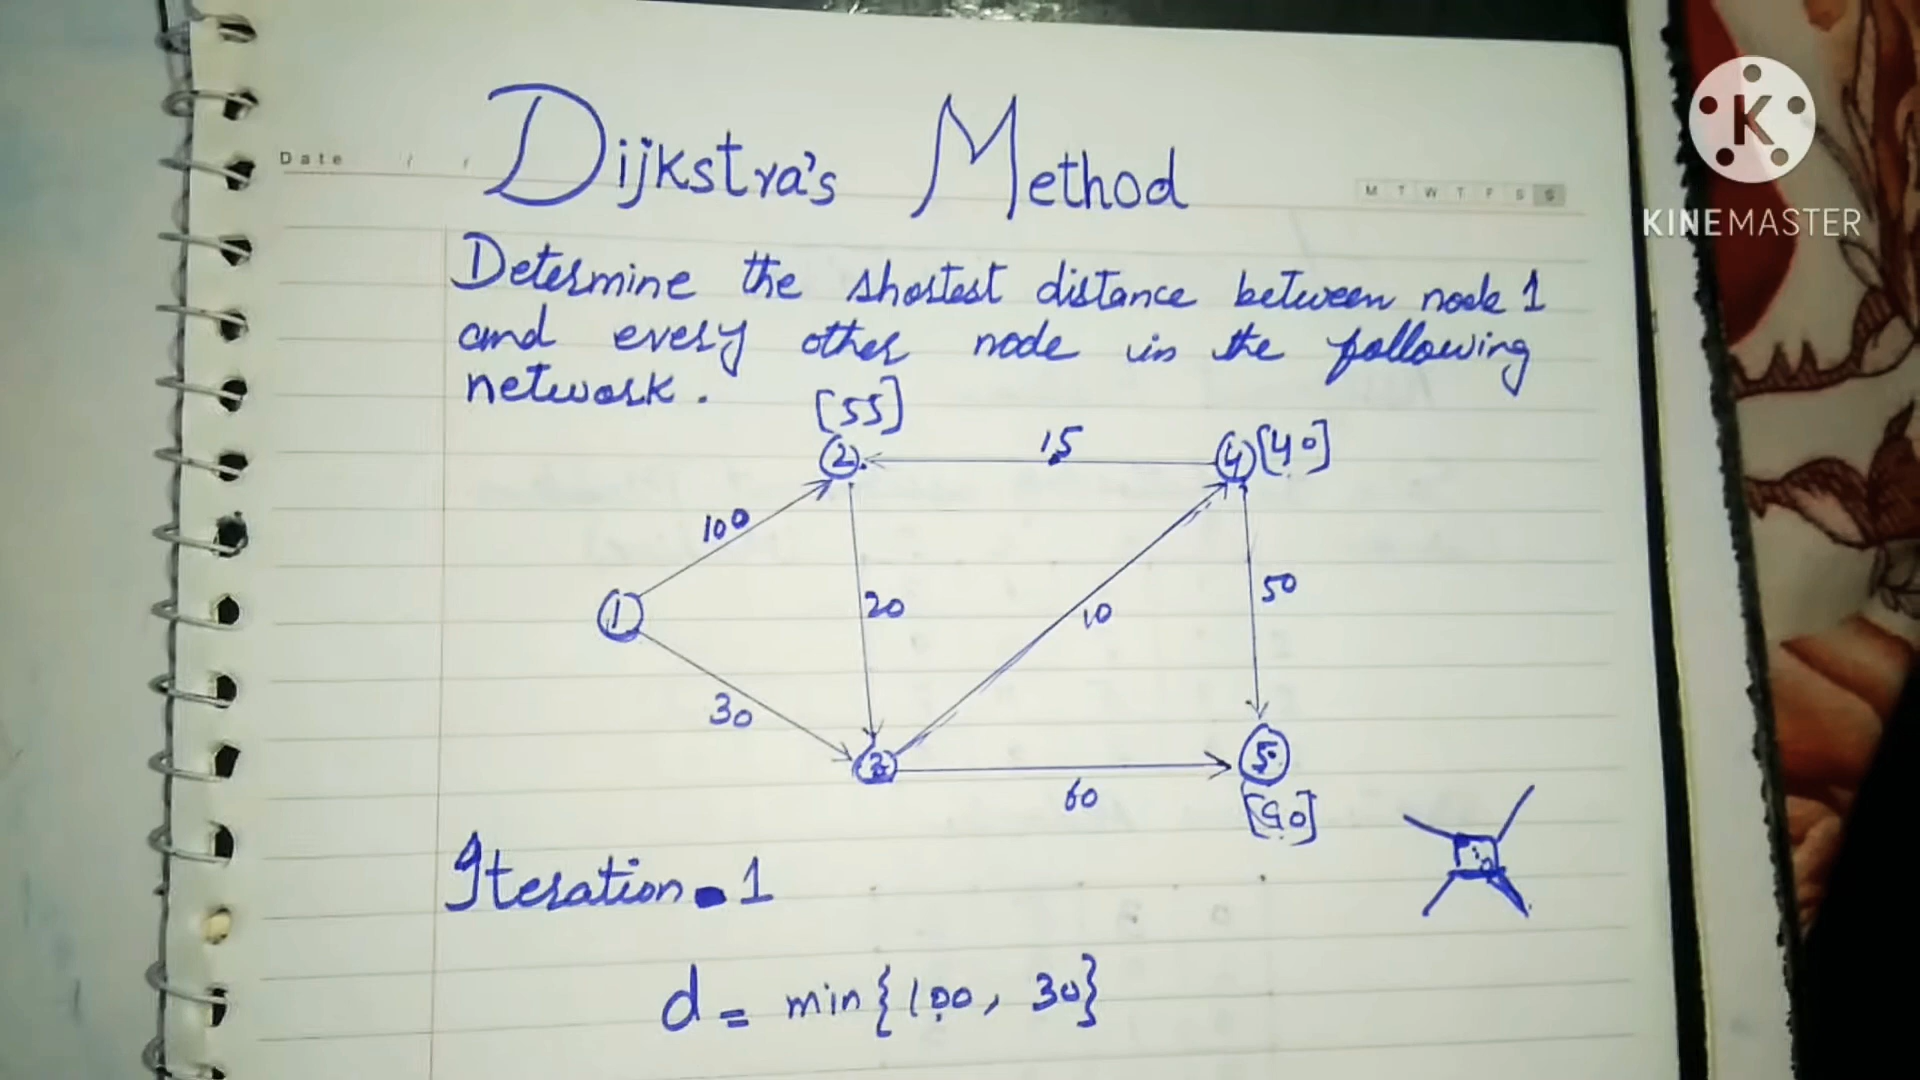 Date / /
Dijkstra's Method
M T W T F S S
K
KINEMASTER
Determine the shortest distance between node 1
and every other node in the following
network.
[55]
2
15
4
[40]
100
1
20
10
50
30
3
60
5
[90]
Iteration - 1
d = min{100, 30}